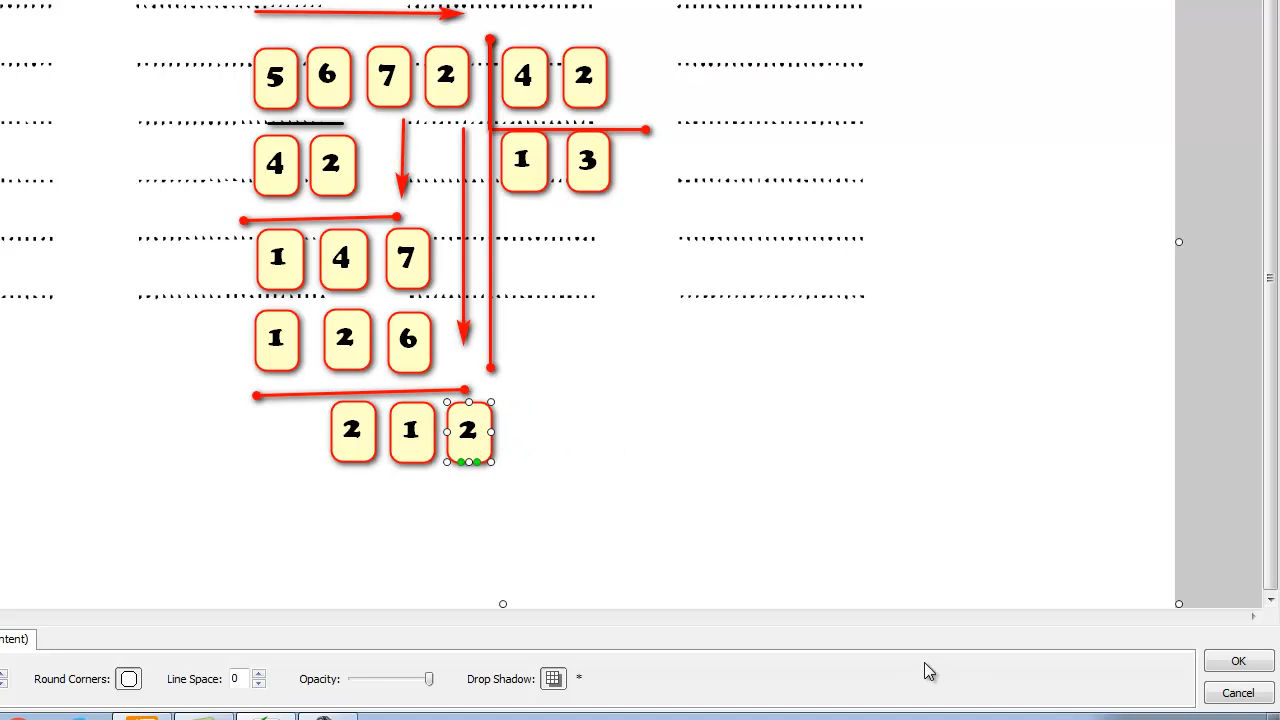 5 6 7 2 4 2
4 2 1 3
1 4 7
1 2 6
2 1 2
ntent)
OK
Round Corners: Line Space: 0 Opacity: Drop Shadow: *
Cancel